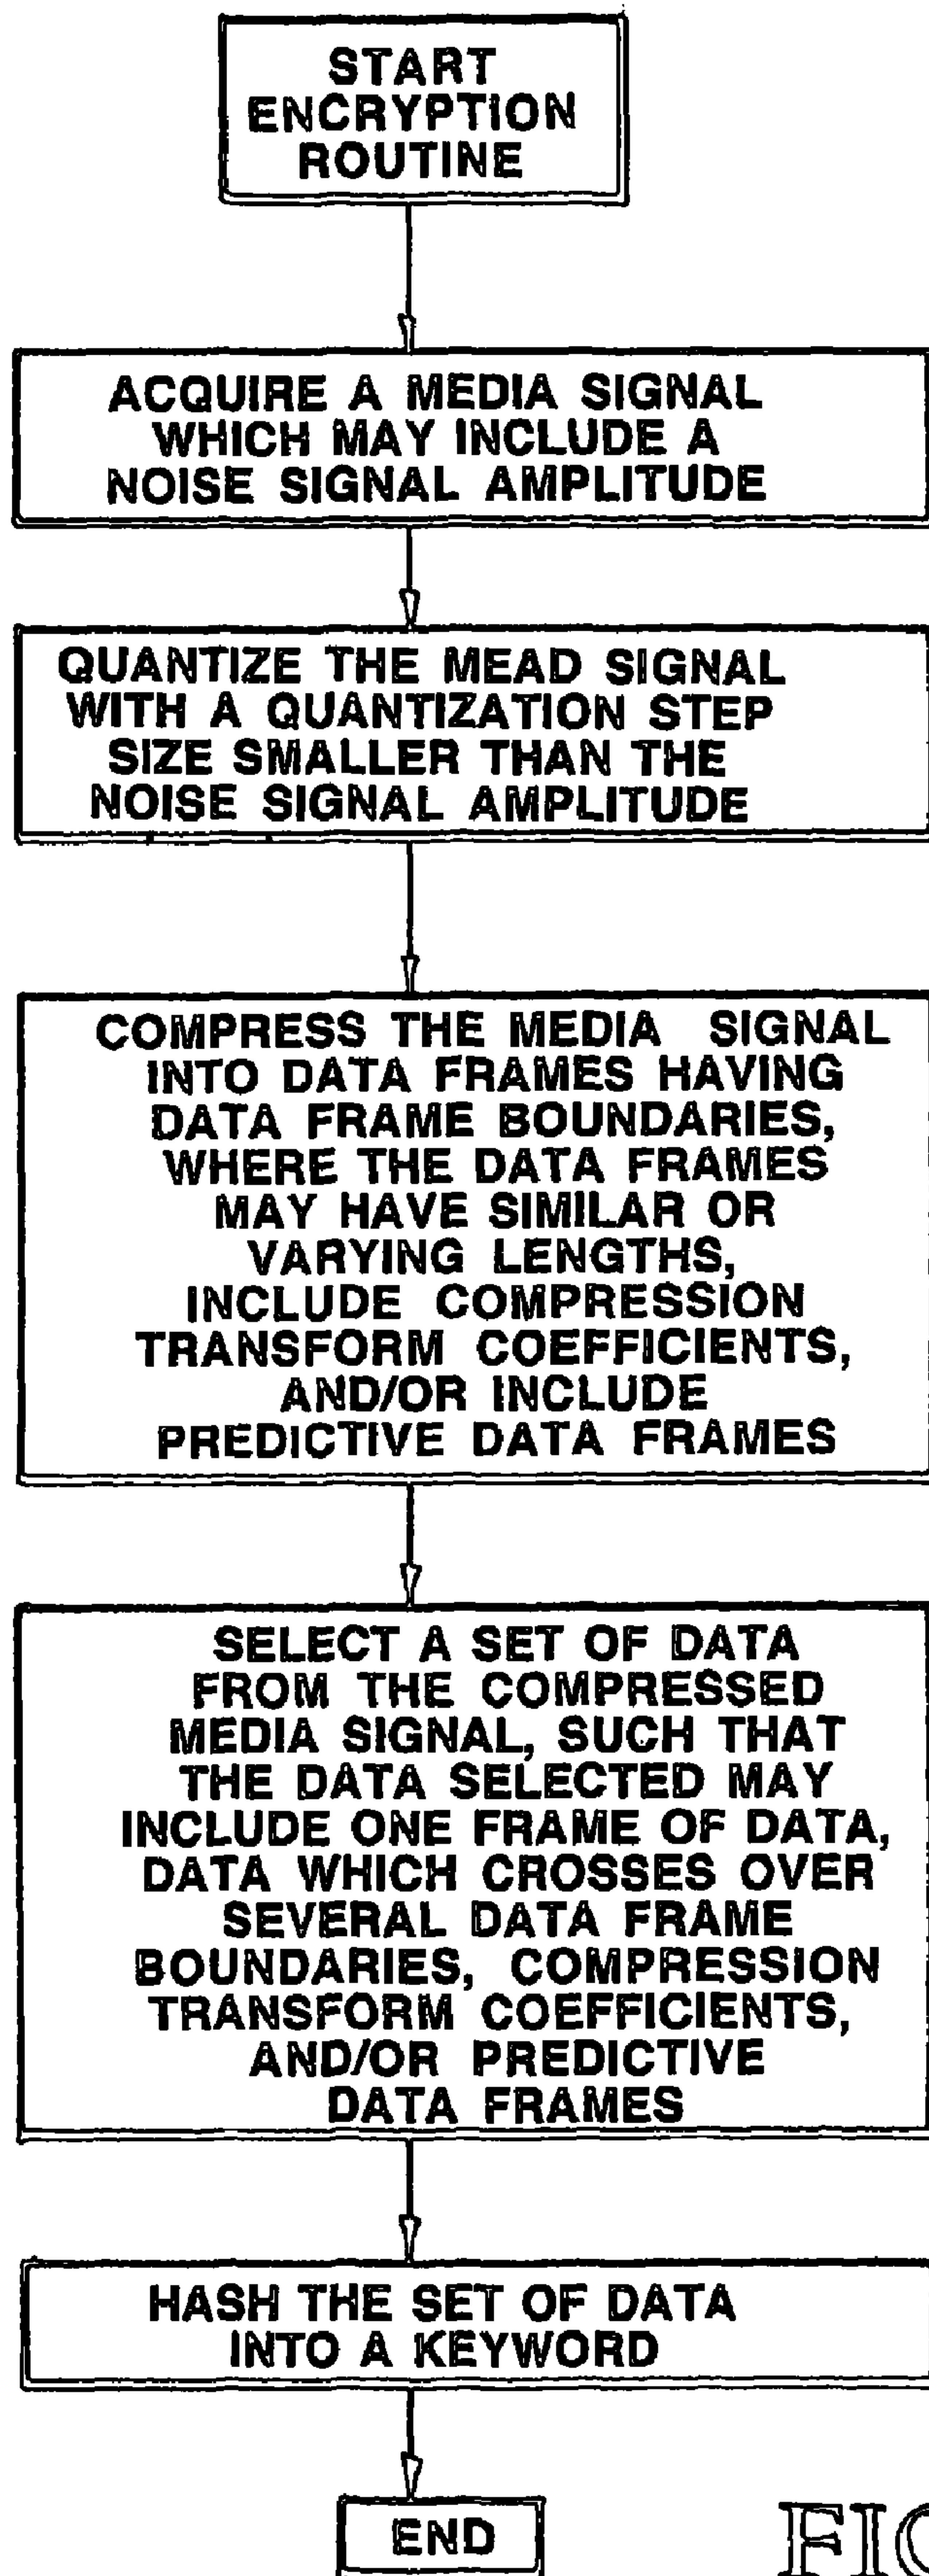 START
ENCRYPTION
ROUTINE
ACQUIRE A MEDIA SIGNAL
WHICH MAY INCLUDE A
NOISE SIGNAL AMPLITUDE
QUANTIZE THE MEAD SIGNAL
WITH A QUANTIZATION STEP
SIZE SMALLER THAN THE
NOISE SIGNAL AMPLITUDE
COMPRESS THE MEDIA SIGNAL
INTO DATA FRAMES HAVING
DATA FRAME BOUNDARIES,
WHERE THE DATA FRAMES
MAY HAVE SIMILAR OR
VARYING LENGTHS,
INCLUDE COMPRESSION
TRANSFORM COEFFICIENTS,
AND/OR INCLUDE
PREDICTIVE DATA FRAMES
SELECT A SET OF DATA
FROM THE COMPRESSED
MEDIA SIGNAL, SUCH THAT
THE DATA SELECTED MAY
INCLUDE ONE FRAME OF DATA,
DATA WHICH CROSSES OVER
SEVERAL DATA FRAME
BOUNDARIES, COMPRESSION
TRANSFORM COEFFICIENTS,
AND/OR PREDICTIVE
DATA FRAMES
HASH THE SET OF DATA
INTO A KEYWORD
END